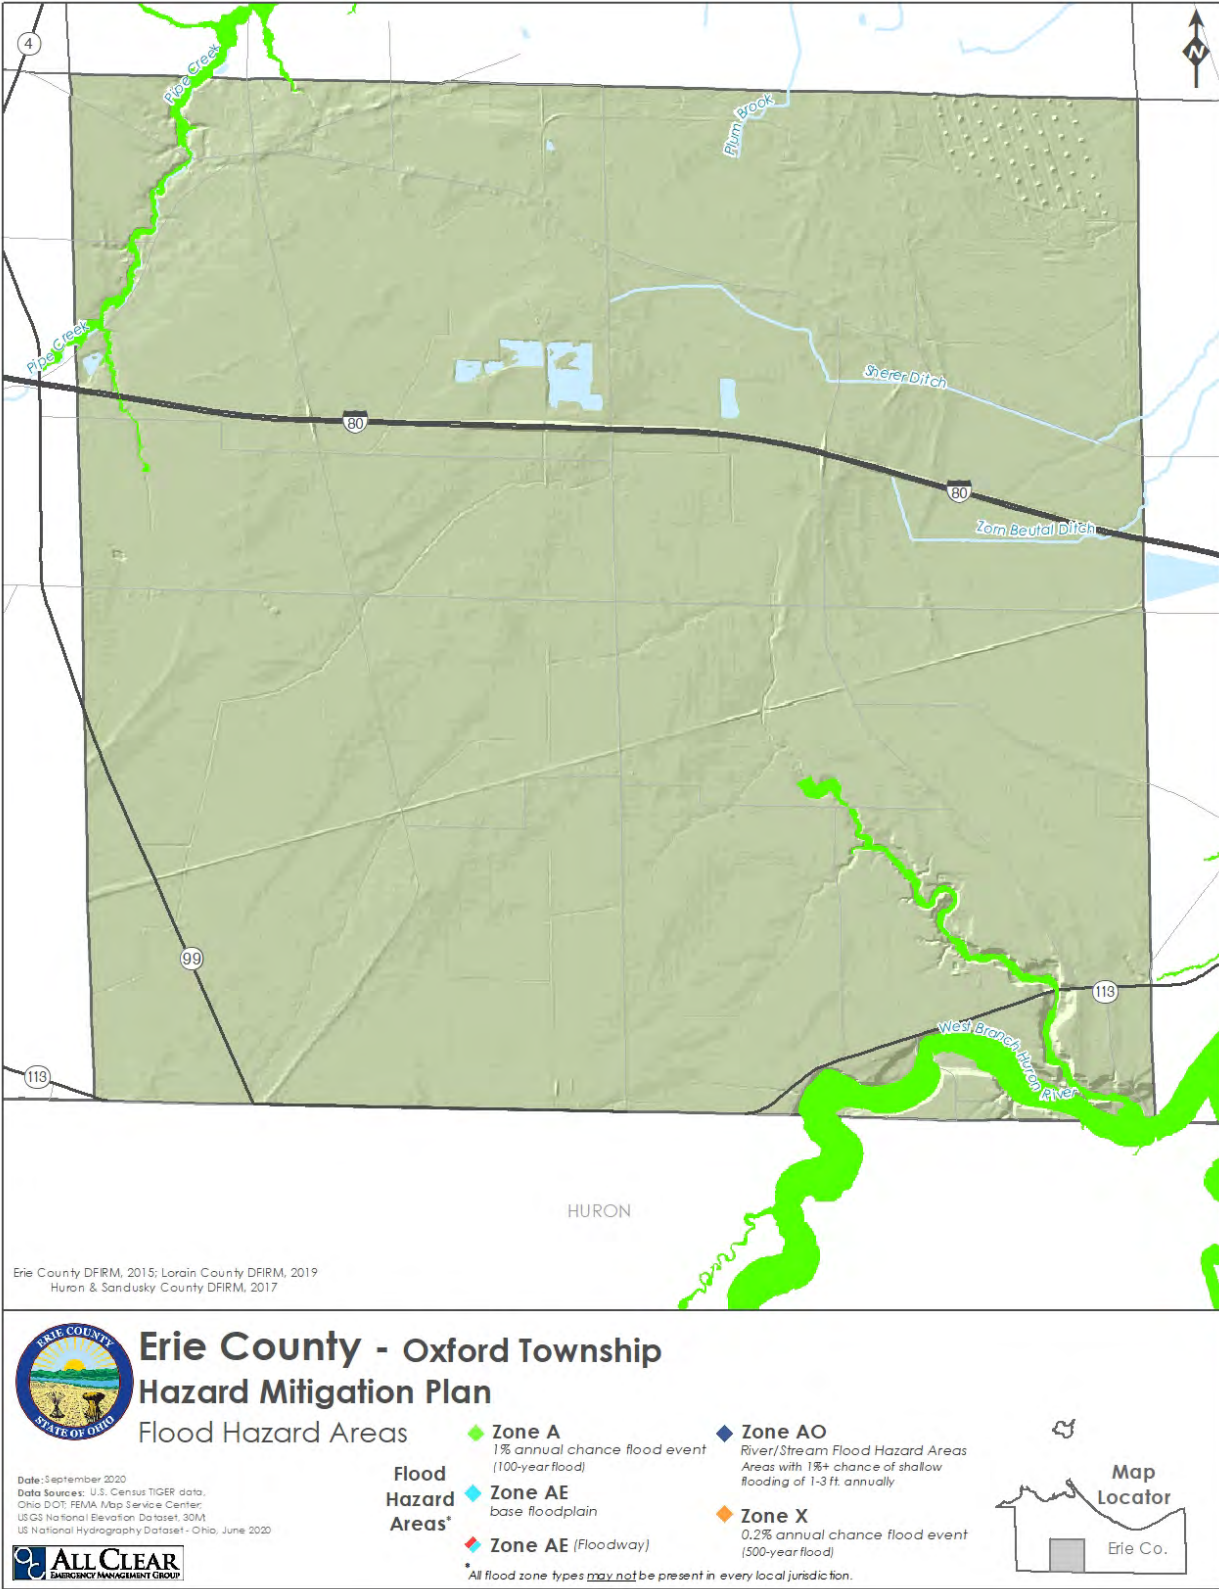 4
N
Pipe Creek
Plum Brook
Pipe Creek
Sherer Ditch
80
80
Zorn Beutal Ditch
99
113
West Branch Huron River
113
HURON
Erie County DFIRM, 2015; Lorain County DFIRM, 2019
Huron & Sandusky County DFIRM, 2017
ERIE COUNTY
STATE OF OHIO
Erie County - Oxford Township
Hazard Mitigation Plan
Flood Hazard Areas
Date: September 2020
Data Sources: U.S. Census TIGER data,
Ohio DOT; FEMA Map Service Center;
USGS National Elevation Dataset, 30M;
US National Hydrography Dataset - Ohio, June 2020
ALL CLEAR
EMERGENCY MANAGEMENT GROUP
Flood
Hazard
Areas*
Zone A
1% annual chance flood event
(100-year flood)
Zone AE
base floodplain
Zone AE (Floodway)
Zone AO
River/Stream Flood Hazard Areas
Areas with 1%+ chance of shallow
flooding of 1-3 ft. annually
Zone X
0.2% annual chance flood event
(500-year flood)
*All flood zone types may not be present in every local jurisdiction.
Map
Locator
Erie Co.